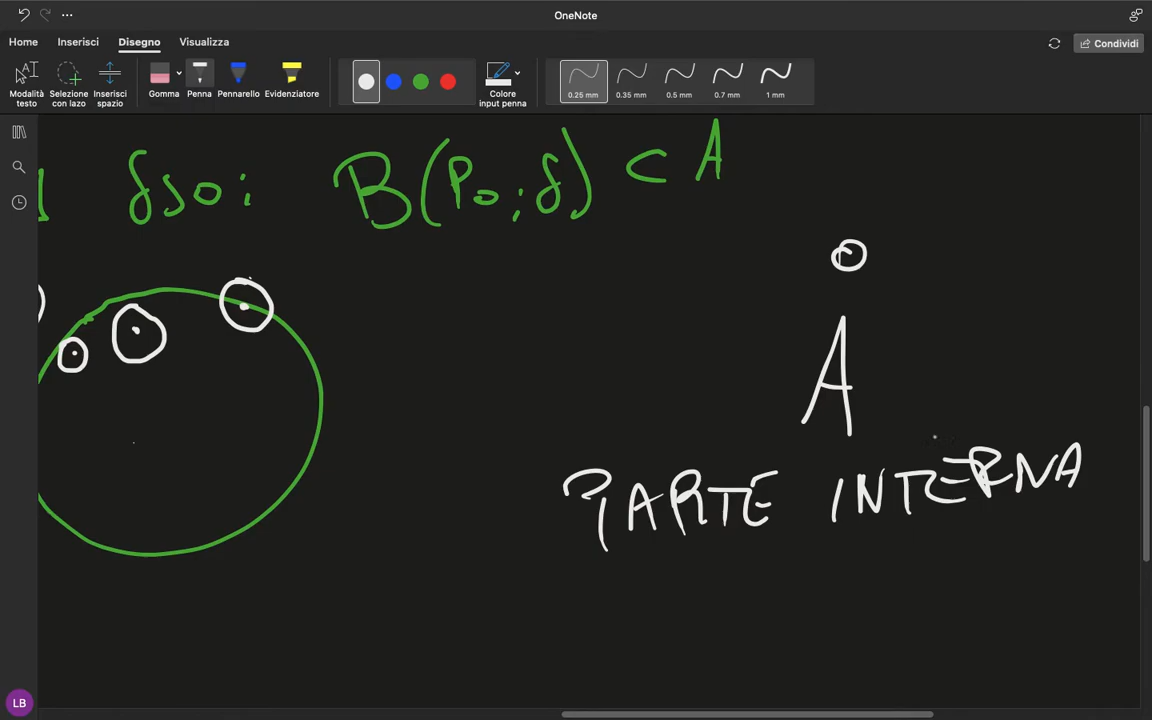 OneNote
Home Inserisci Disegno Visualizza
Condividi
Modalità testo
Selezione con lazo
Inserisci spazio
Gomma
Penna
Pennarello
Evidenziatore
Colore input penna
0.25 mm 0.35 mm 0.5 mm 0.7 mm 1 mm
δ>0: B(P₀;δ) ⊂ A
Å
PARTE INTERNA
LB